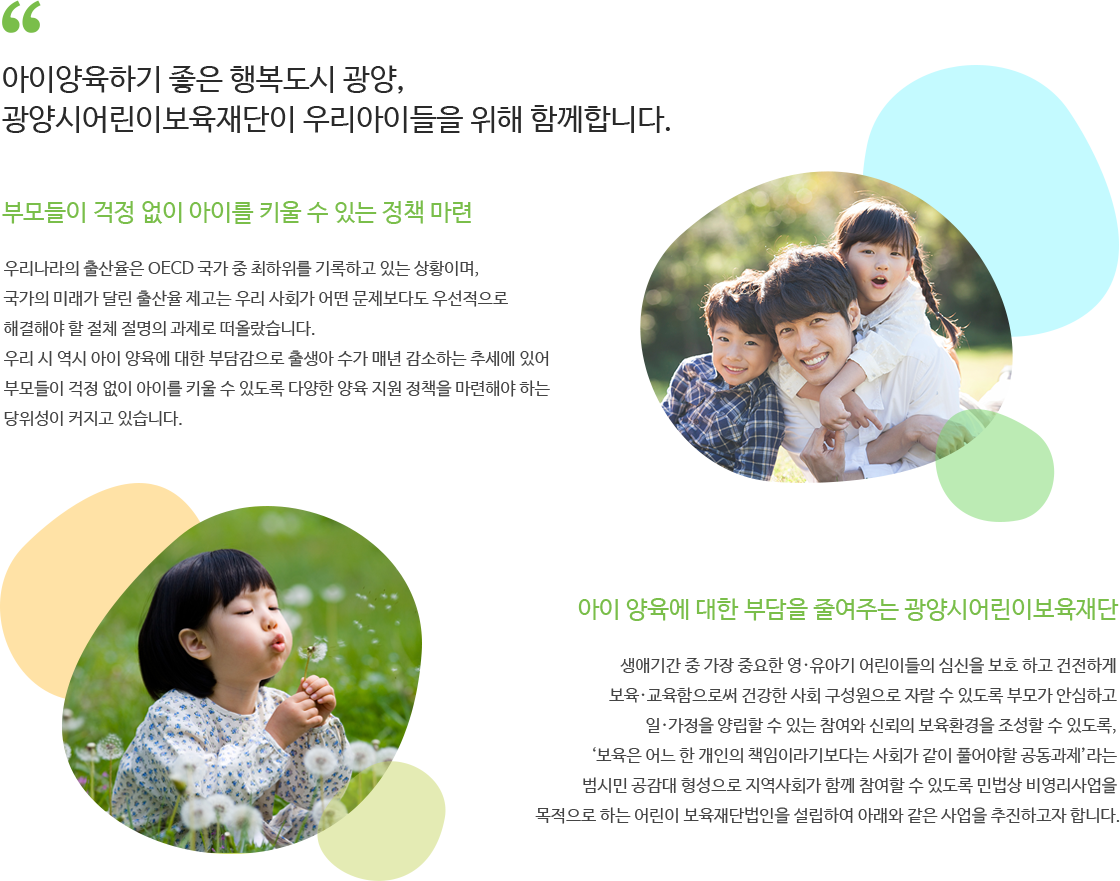 “
아이양육하기 좋은 행복도시 광양,
광양시어린이보육재단이 우리아이들을 위해 함께합니다.
부모들이 걱정 없이 아이를 키울 수 있는 정책 마련
우리나라의 출산율은 OECD 국가 중 최하위를 기록하고 있는 상황이며,
국가의 미래가 달린 출산율 제고는 우리 사회가 어떤 문제보다도 우선적으로
해결해야 할 절체 절명의 과제로 떠올랐습니다.
우리 시 역시 아이 양육에 대한 부담감으로 출생아 수가 매년 감소하는 추세에 있어
부모들이 걱정 없이 아이를 키울 수 있도록 다양한 양육 지원 정책을 마련해야 하는
당위성이 커지고 있습니다.
아이 양육에 대한 부담을 줄여주는 광양시어린이보육재단
생애기간 중 가장 중요한 영·유아기 어린이들의 심신을 보호 하고 건전하게
보육·교육함으로써 건강한 사회 구성원으로 자랄 수 있도록 부모가 안심하고
일·가정을 양립할 수 있는 참여와 신뢰의 보육환경을 조성할 수 있도록,
‘보육은 어느 한 개인의 책임이라기보다는 사회가 같이 풀어야할 공동과제’라는
범시민 공감대 형성으로 지역사회가 함께 참여할 수 있도록 민법상 비영리사업을
목적으로 하는 어린이 보육재단법인을 설립하여 아래와 같은 사업을 추진하고자 합니다.